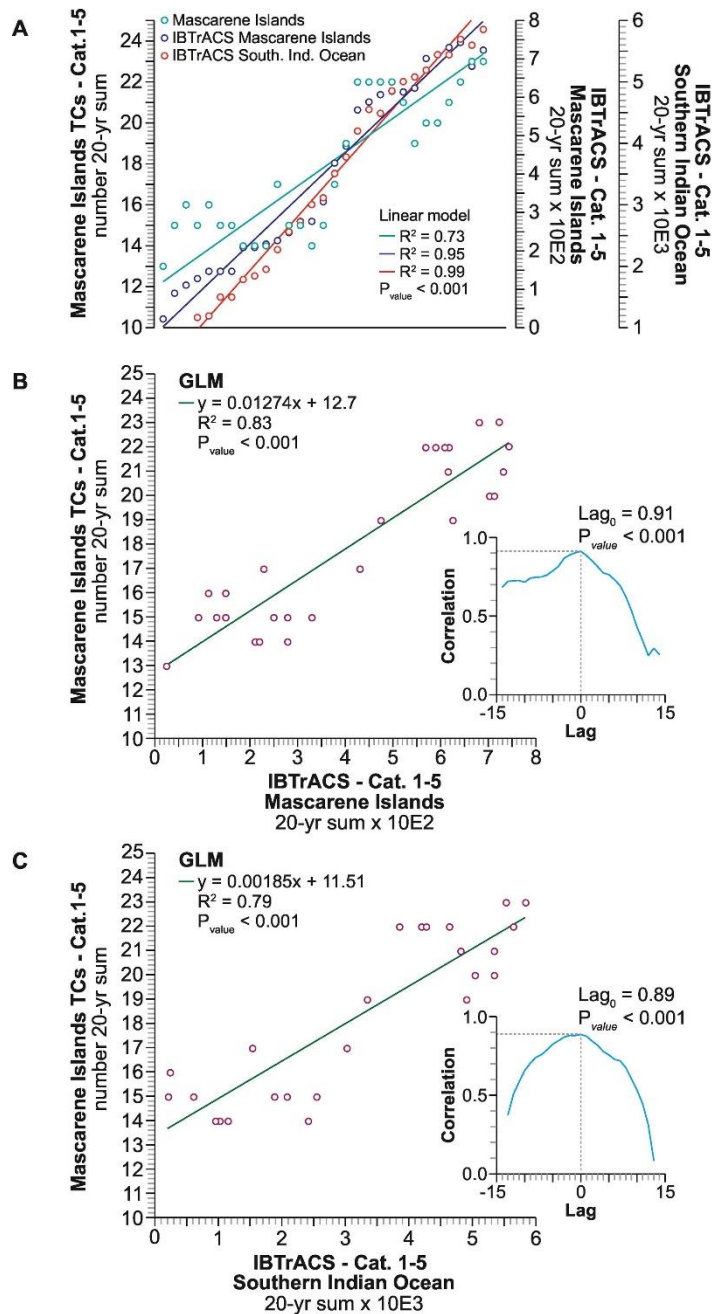 A
Mascarene Islands
IBTrACS Mascarene Islands
IBTrACS South. Ind. Ocean
Mascarene Islands TCs - Cat.1-5
number 20-yr sum
25
24
22
20
18
16
14
12
10
8
7
6
5
4
3
2
1
0
IBTrACS - Cat. 1-5
Mascarene Islands
20-yr sum x 10E2
6
5
4
3
2
1
IBTrACS - Cat. 1-5
Southern Indian Ocean
20-yr sum x 10E3
Linear model
R² = 0.73
R² = 0.95
R² = 0.99
Pvalue < 0.001
B
Mascarene Islands TCs - Cat.1-5
number 20-yr sum
25
24
23
22
21
20
19
18
17
16
15
14
13
12
11
10
GLM
y = 0.01274x + 12.7
R² = 0.83
Pvalue < 0.001
Lag0 = 0.91
Pvalue < 0.001
Correlation
1.0
0.5
0.0
-15 0 15
Lag
0 1 2 3 4 5 6 7 8
IBTrACS - Cat. 1-5
Mascarene Islands
20-yr sum x 10E2
C
Mascarene Islands TCs - Cat.1-5
number 20-yr sum
25
24
23
22
21
20
19
18
17
16
15
14
13
12
11
10
GLM
y = 0.00185x + 11.51
R² = 0.79
Pvalue < 0.001
Lag0 = 0.89
Pvalue < 0.001
Correlation
1.0
0.5
0.0
-15 0 15
Lag
0 1 2 3 4 5 6
IBTrACS - Cat. 1-5
Southern Indian Ocean
20-yr sum x 10E3